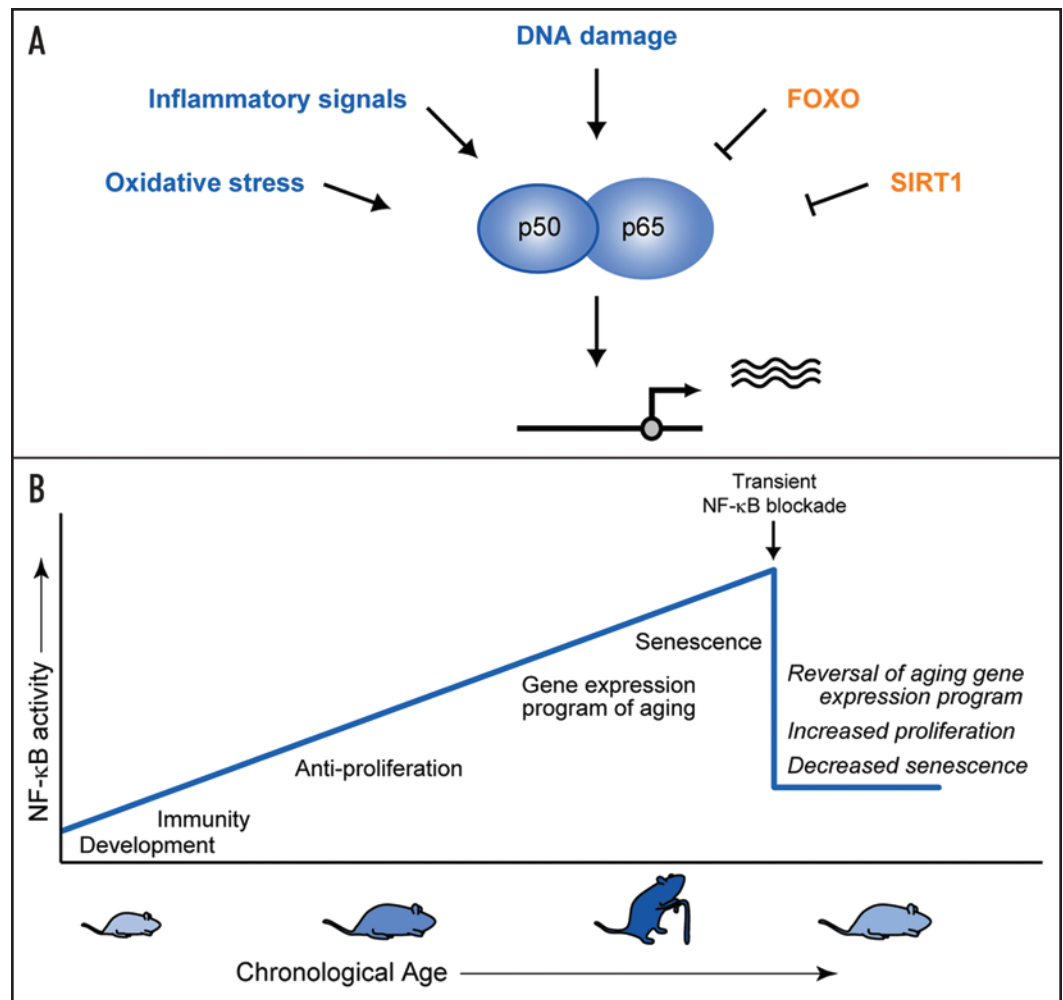 A
DNA damage
Inflammatory signals
FOXO
Oxidative stress
SIRT1
p50
p65
B
Transient
NF-κB blockade
NF-κB activity
Senescence
Gene expression
program of aging
Reversal of aging gene
expression program
Increased proliferation
Decreased senescence
Anti-proliferation
Immunity
Development
Chronological Age